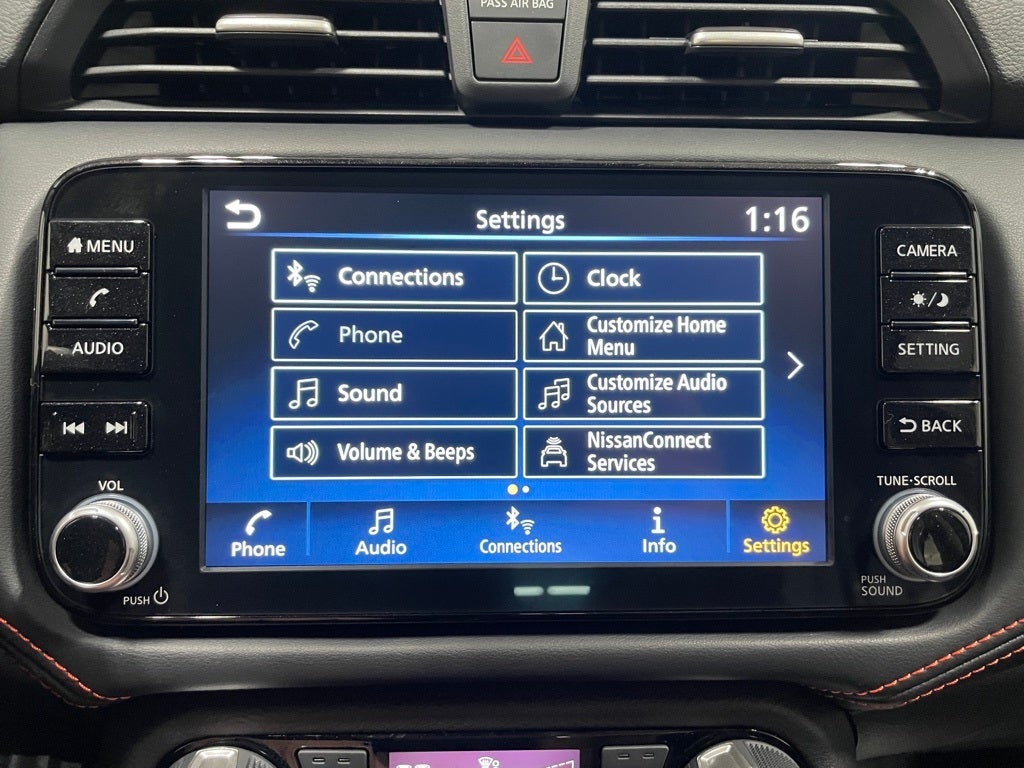 PASS AIR BAG
Settings
1:16
MENU
AUDIO
VOL
PUSH
Connections
Clock
Phone
Customize Home
Menu
Sound
Customize Audio
Sources
Volume & Beeps
NissanConnect
Services
Phone
Audio
Connections
Info
Settings
CAMERA
SETTING
BACK
TUNE·SCROLL
PUSH
SOUND